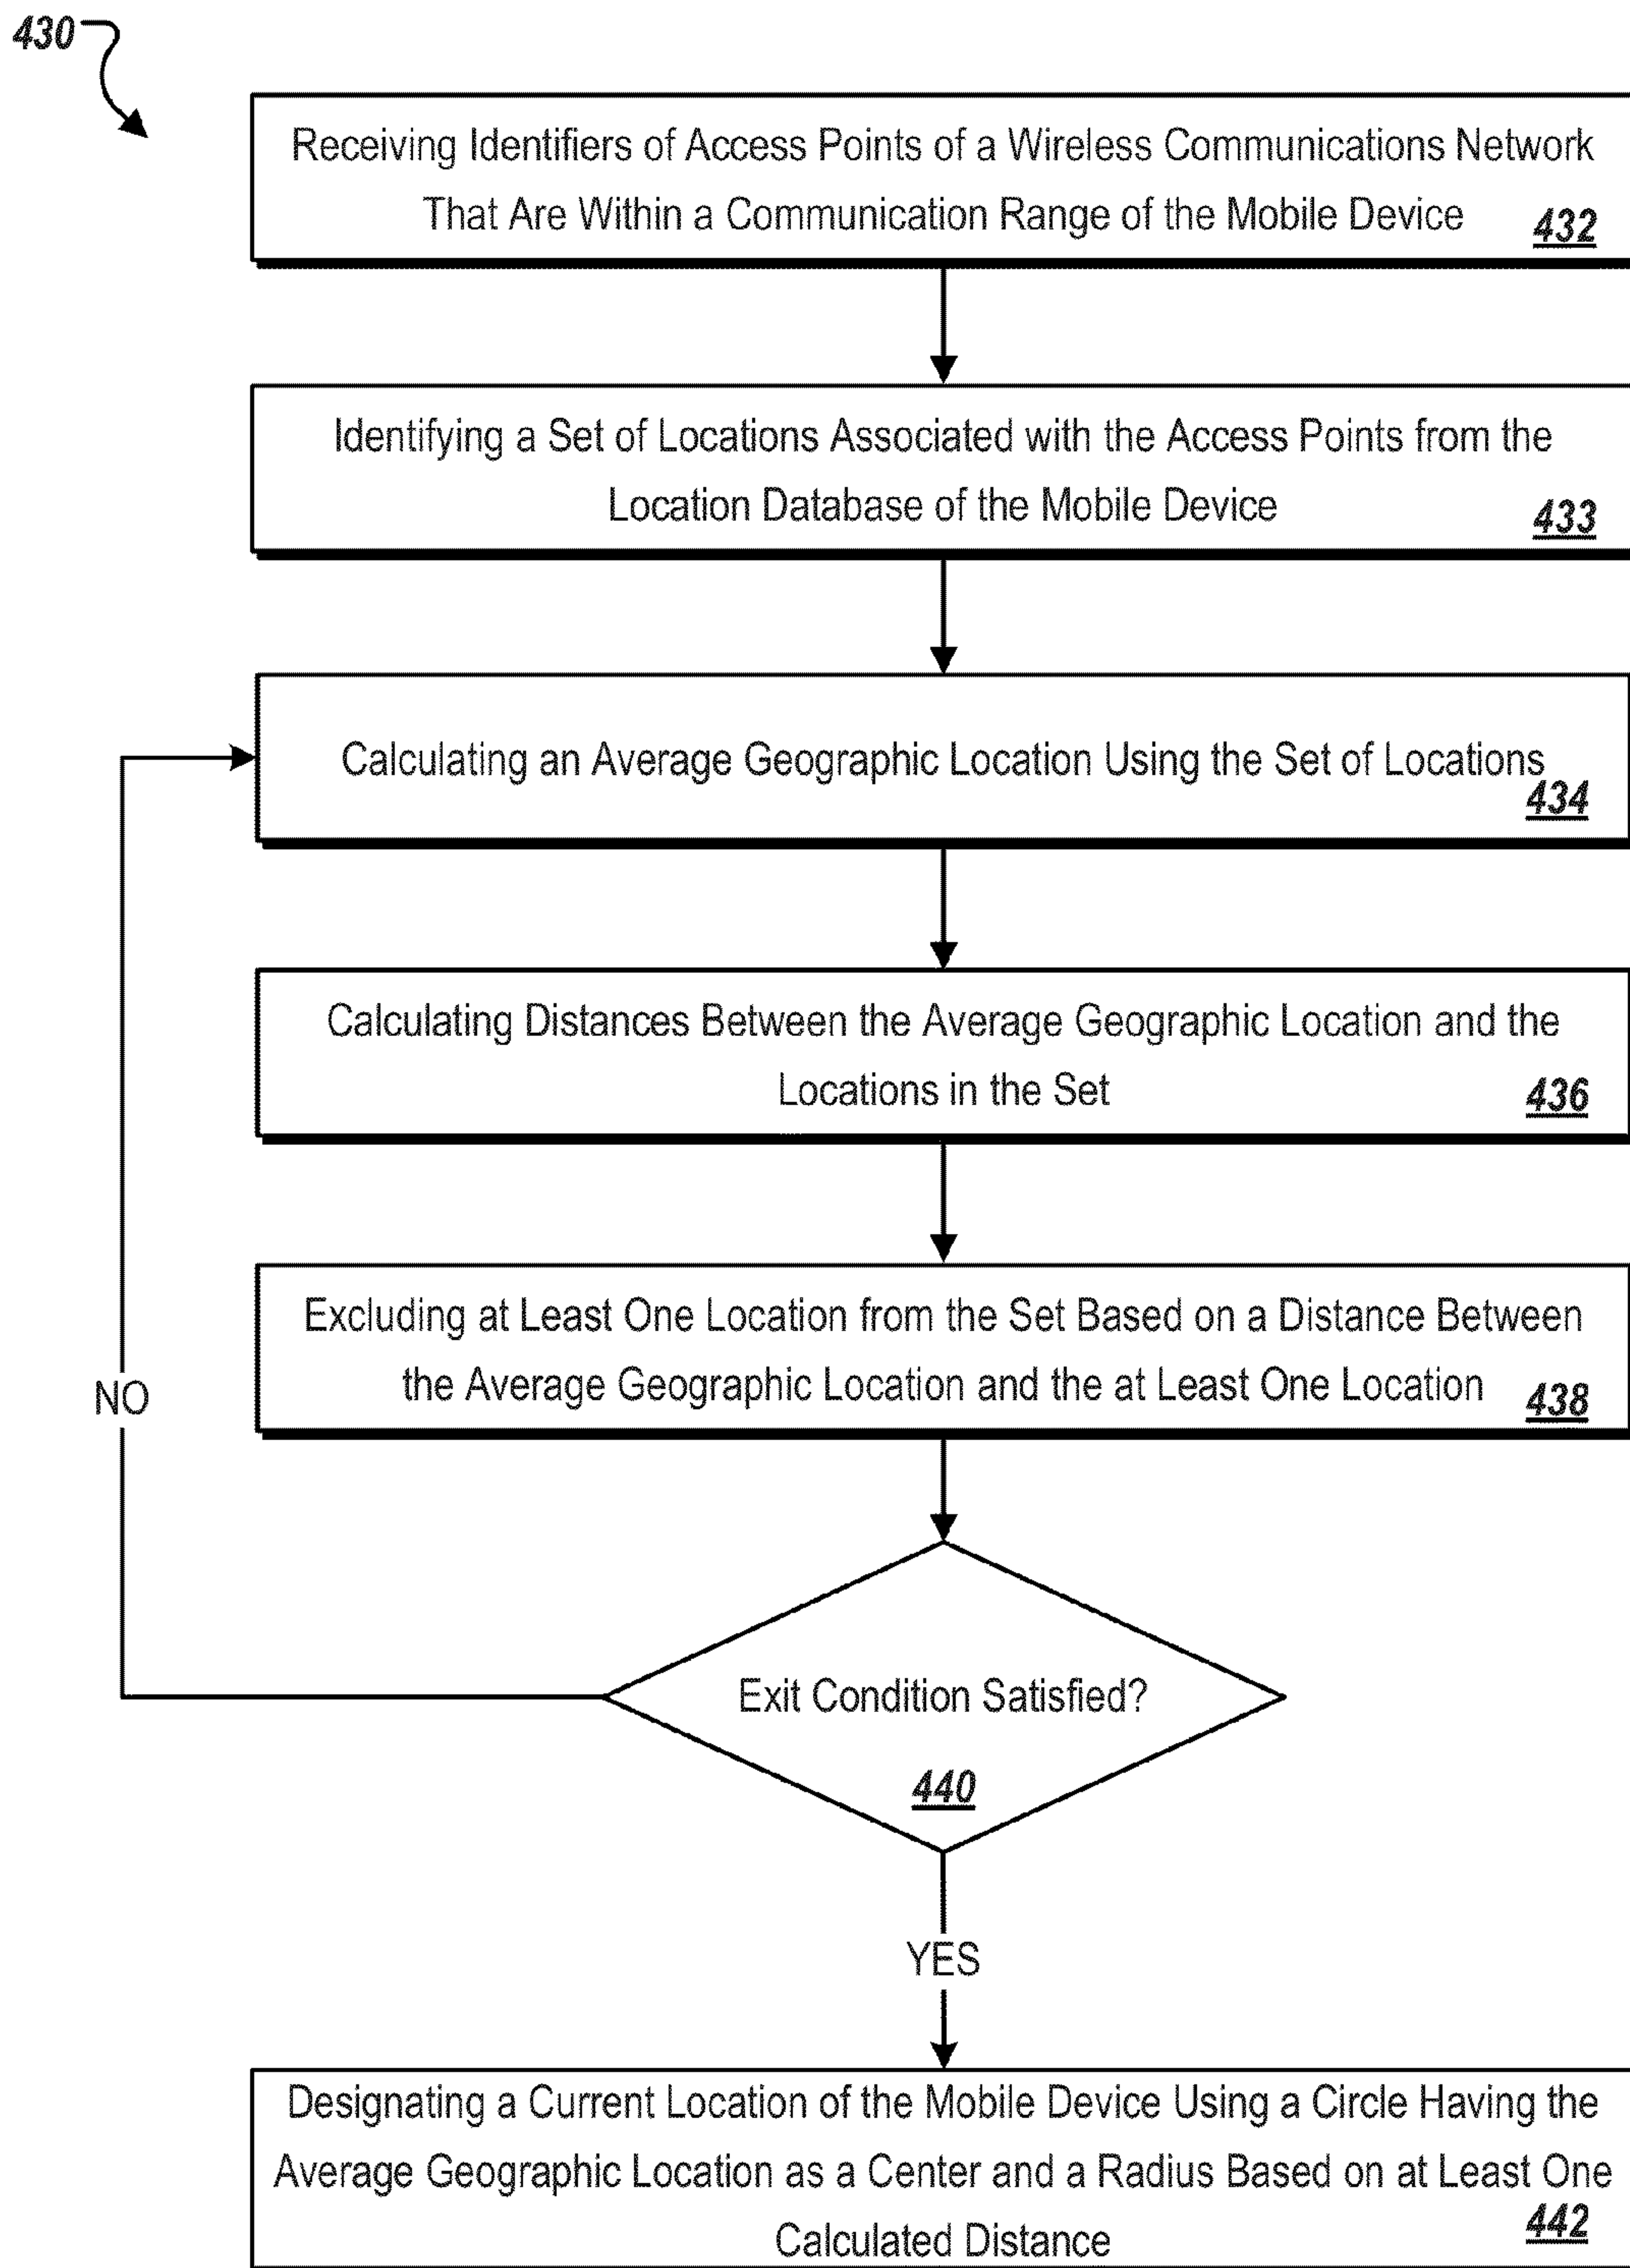 430
Receiving Identifiers of Access Points of a Wireless Communications Network
That Are Within a Communication Range of the Mobile Device
432
Identifying a Set of Locations Associated with the Access Points from the
Location Database of the Mobile Device
433
Calculating an Average Geographic Location Using the Set of Locations
434
Calculating Distances Between the Average Geographic Location and the
Locations in the Set
436
Excluding at Least One Location from the Set Based on a Distance Between
the Average Geographic Location and the at Least One Location
438
NO
Exit Condition Satisfied?
440
YES
Designating a Current Location of the Mobile Device Using a Circle Having the
Average Geographic Location as a Center and a Radius Based on at Least One
Calculated Distance
442